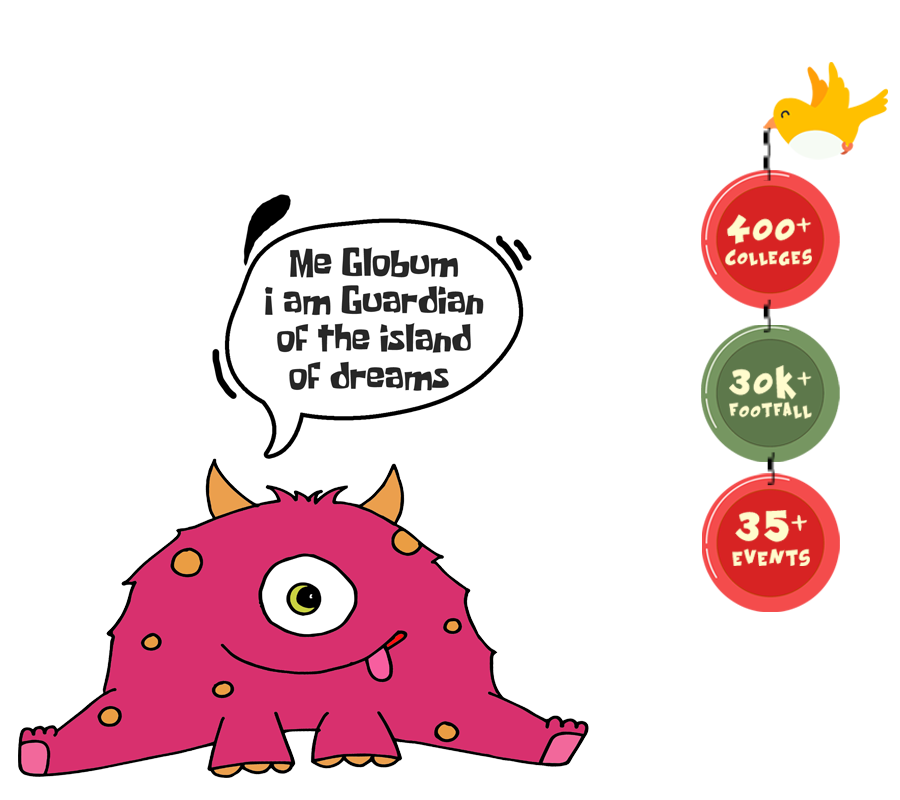 Me Globum
i am Guardian
of the island
of dreams
400+
COLLEGES
30K+
FOOTFALL
35+
EVENTS